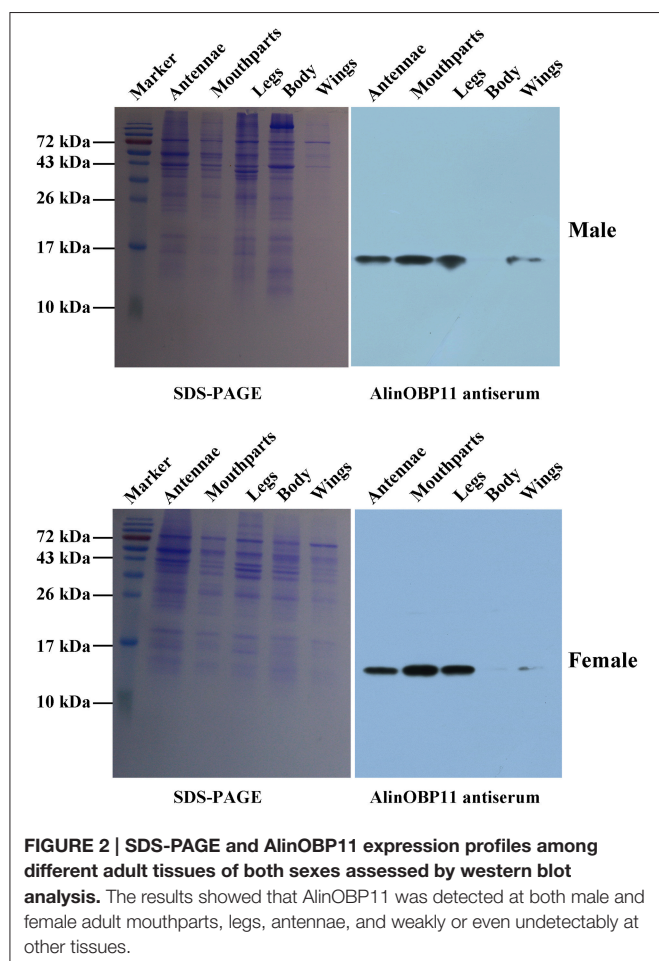 Marker Antennae Mouthparts Legs Body Wings
Antennae Mouthparts Legs Body Wings
72 kDa
43 kDa
26 kDa
17 kDa
10 kDa
Male
SDS-PAGE AlinOBP11 antiserum
Marker Antennae Mouthparts Legs Body Wings
Antennae Mouthparts Legs Body Wings
72 kDa
43 kDa
26 kDa
17 kDa
10 kDa
Female
SDS-PAGE AlinOBP11 antiserum
FIGURE 2 | SDS-PAGE and AlinOBP11 expression profiles among
different adult tissues of both sexes assessed by western blot
analysis. The results showed that AlinOBP11 was detected at both male and
female adult mouthparts, legs, antennae, and weakly or even undetectably at
other tissues.